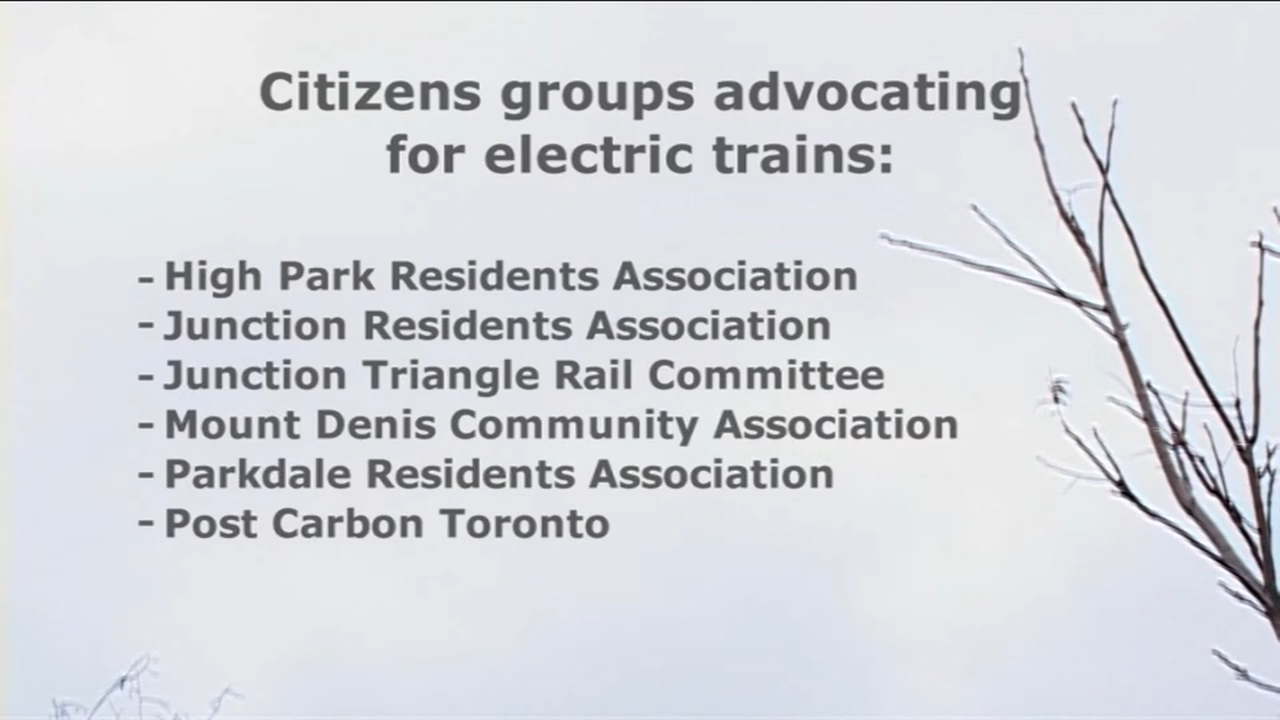 Citizens groups advocating
for electric trains:
- High Park Residents Association
- Junction Residents Association
- Junction Triangle Rail Committee
- Mount Denis Community Association
- Parkdale Residents Association
- Post Carbon Toronto